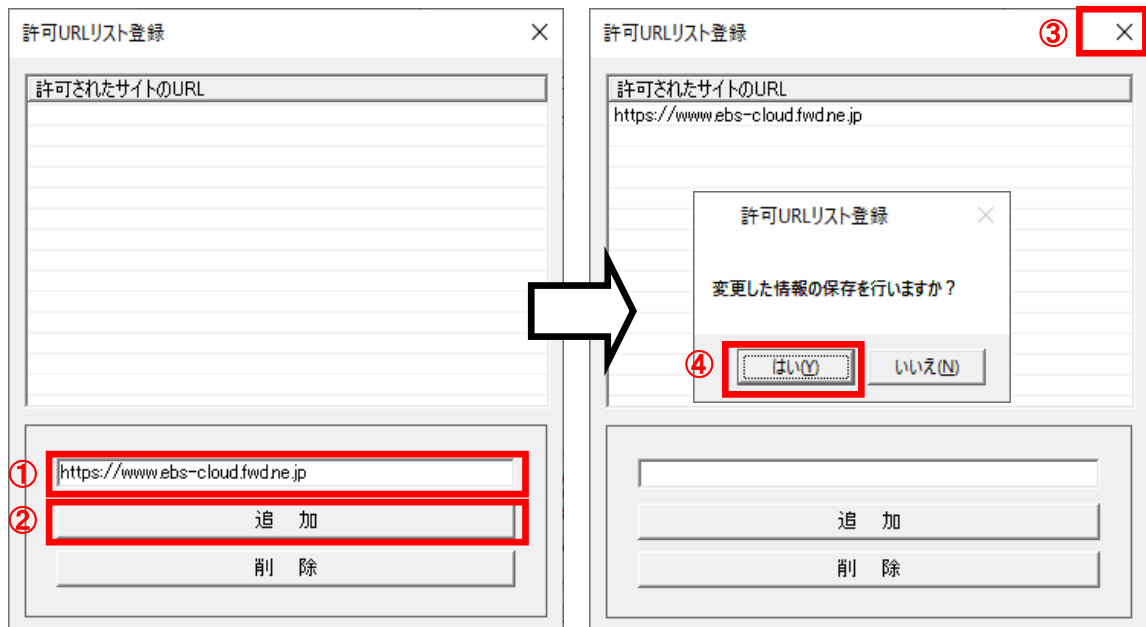 許可URLリスト登録
許可されたサイトのURL
① https://www.ebs-cloud.fwd.ne.jp
② 追 加
削 除
許可URLリスト登録 ③
許可されたサイトのURL
https://www.ebs-cloud.fwd.ne.jp
許可URLリスト登録
変更した情報の保存を行いますか？
④ はい(Y) いいえ(N)
追 加
削 除